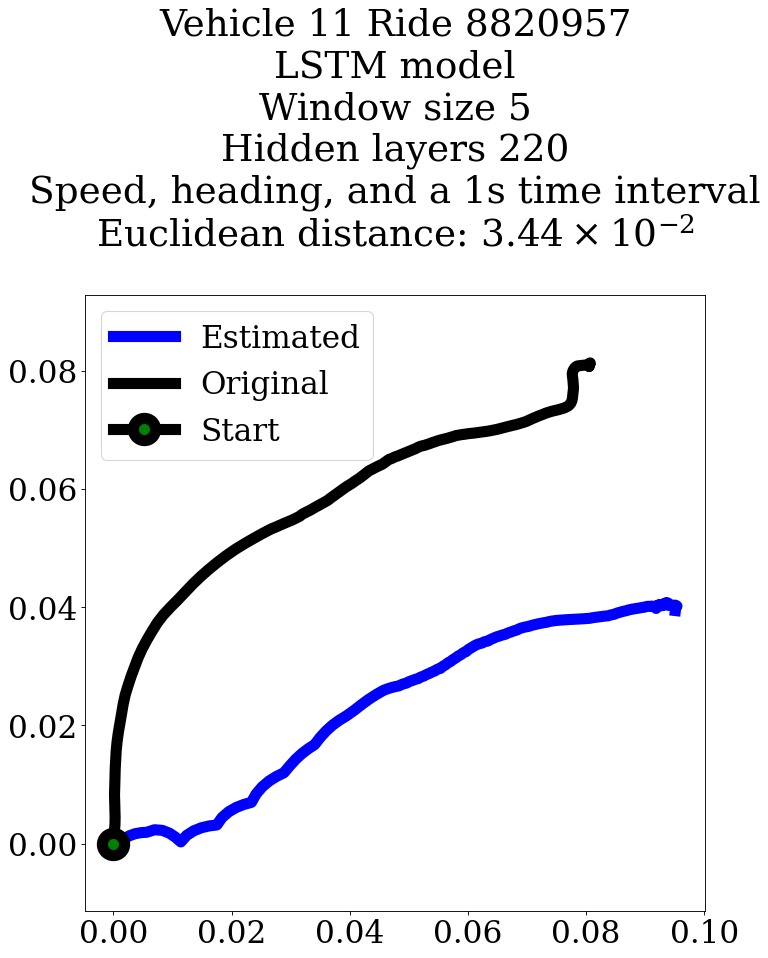 Vehicle 11 Ride 8820957
LSTM model
Window size 5
Hidden layers 220
Speed, heading, and a 1s time interval
Euclidean distance: 3.44 × 10⁻²
Estimated
Original
Start
0.08
0.06
0.04
0.02
0.00
0.00 0.02 0.04 0.06 0.08 0.10